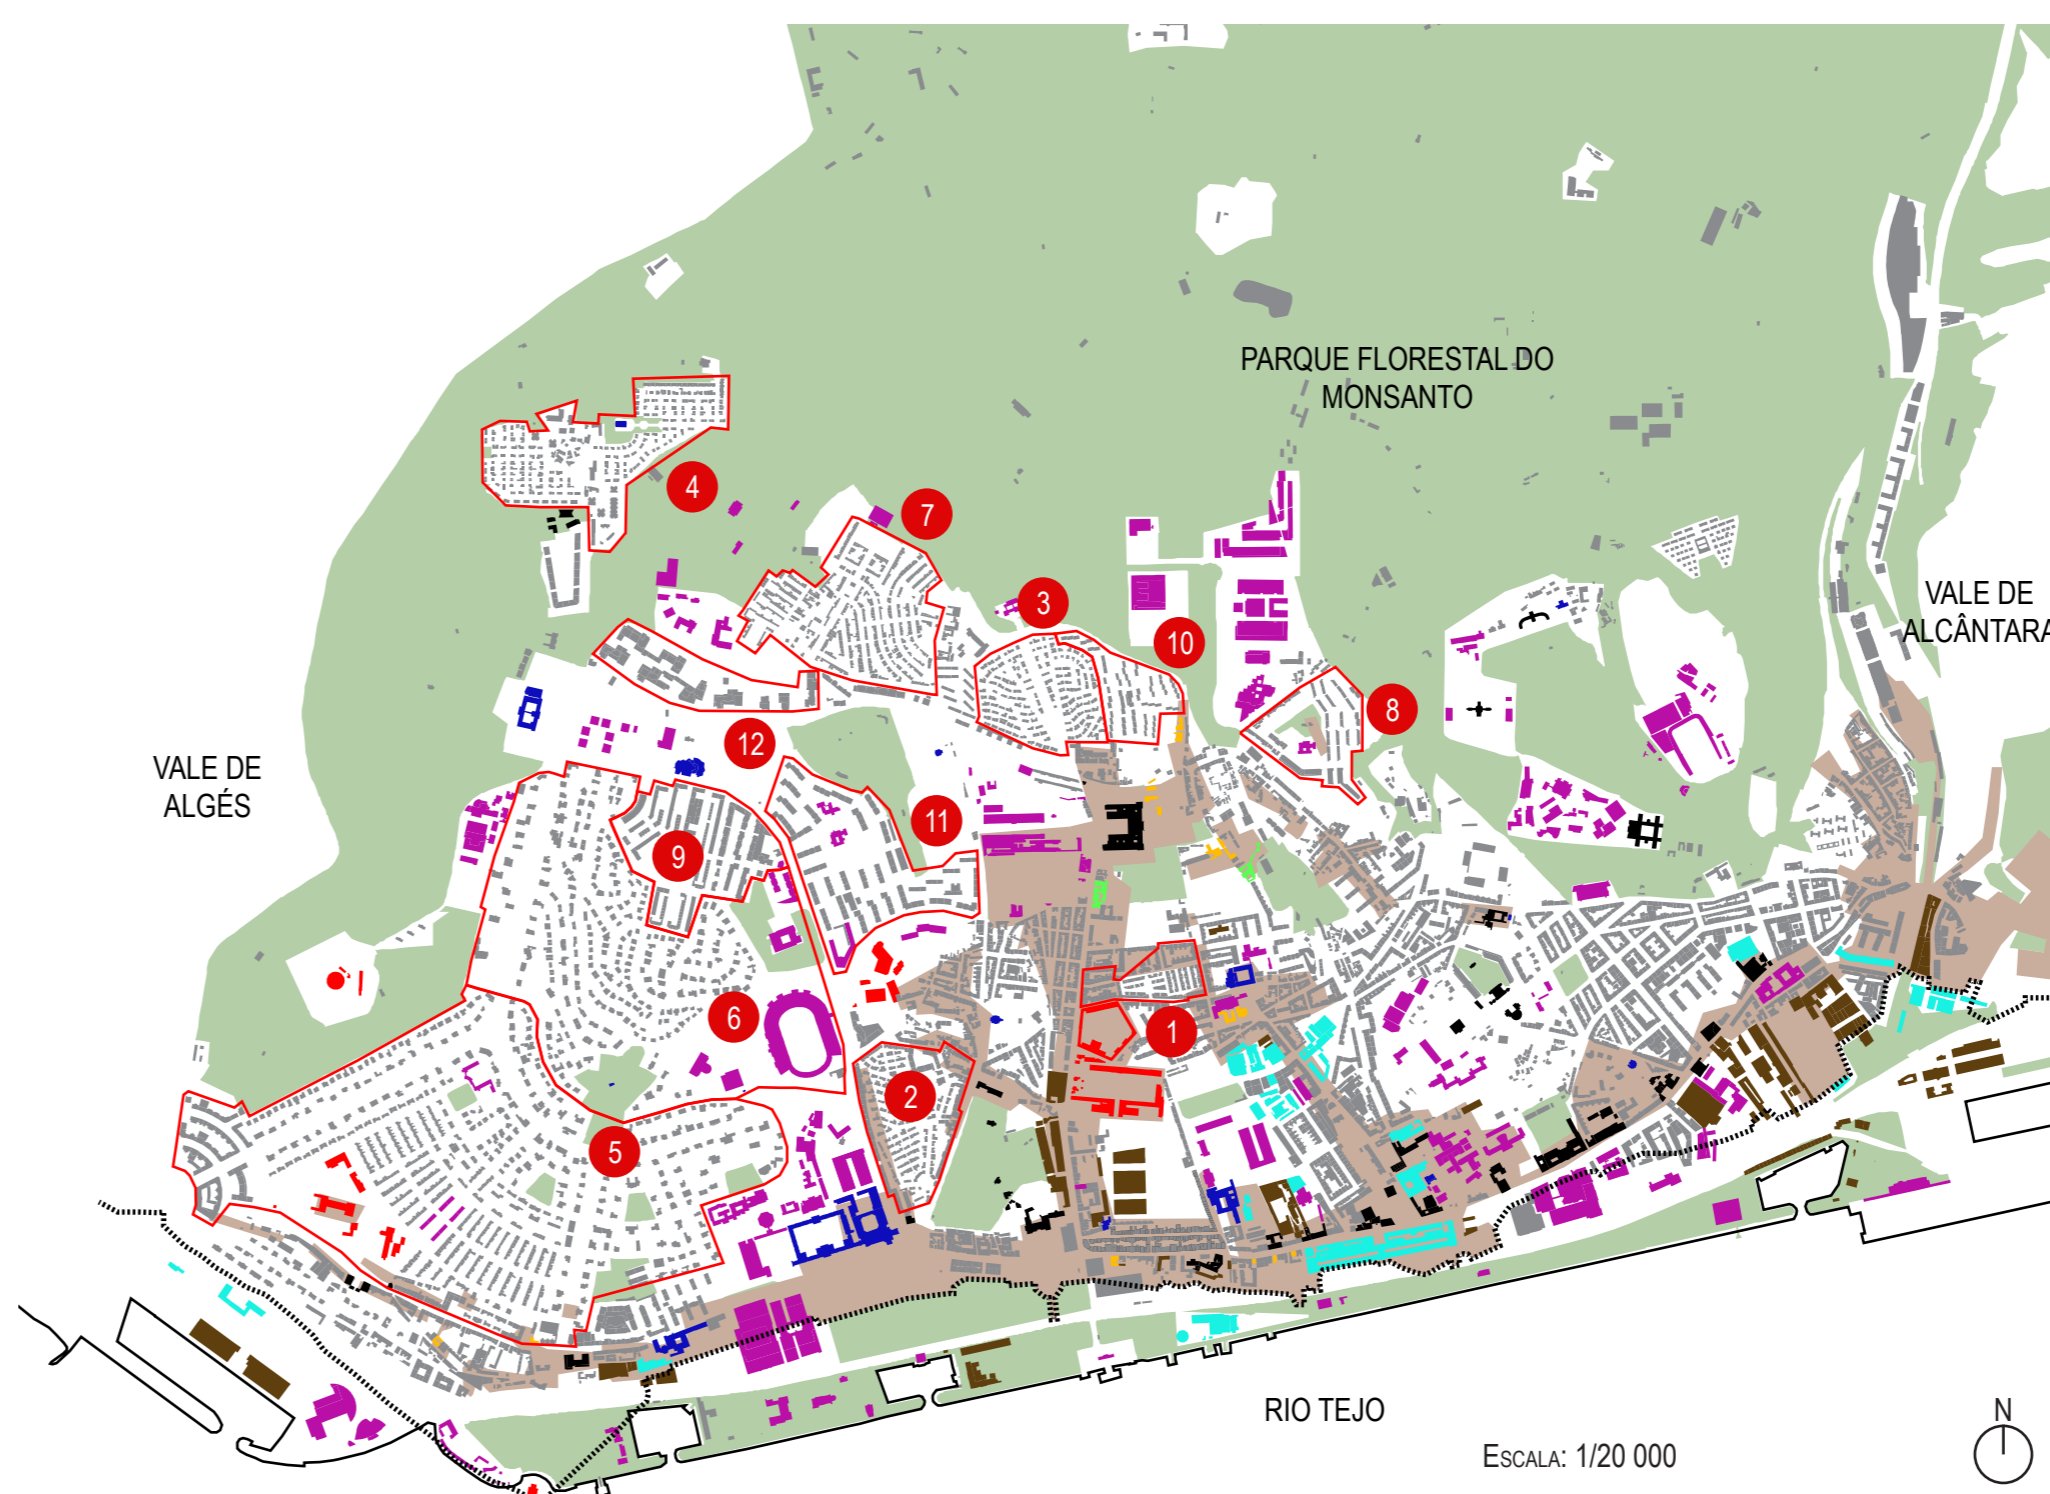 PARQUE FLORESTAL DO
MONSANTO
4
7
3
10
VALE DE
ALCÂNTARA
8
12
VALE DE
ALGÉS
11
9
6
1
2
5
RIO TEJO
N
ESCALA: 1/20 000